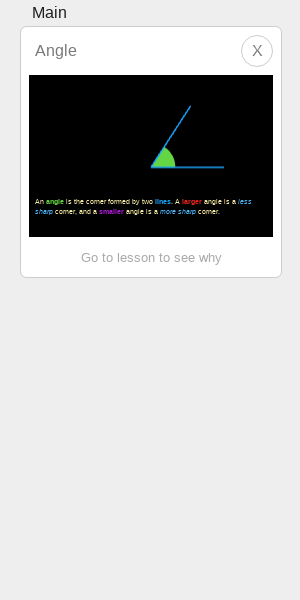 Main
Angle
X
An angle is the corner formed by two lines. A larger angle is a less
sharp corner, and a smaller angle is a more sharp corner.
Go to lesson to see why